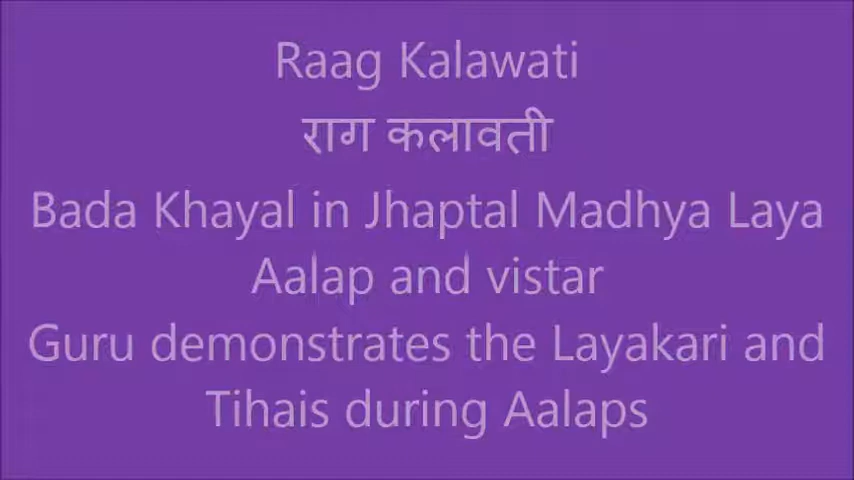 Raag Kalawati
राग कलावती
Bada Khayal in Jhaptal Madhya Laya
Aalap and vistar
Guru demonstrates the Layakari and
Tihais during Aalaps